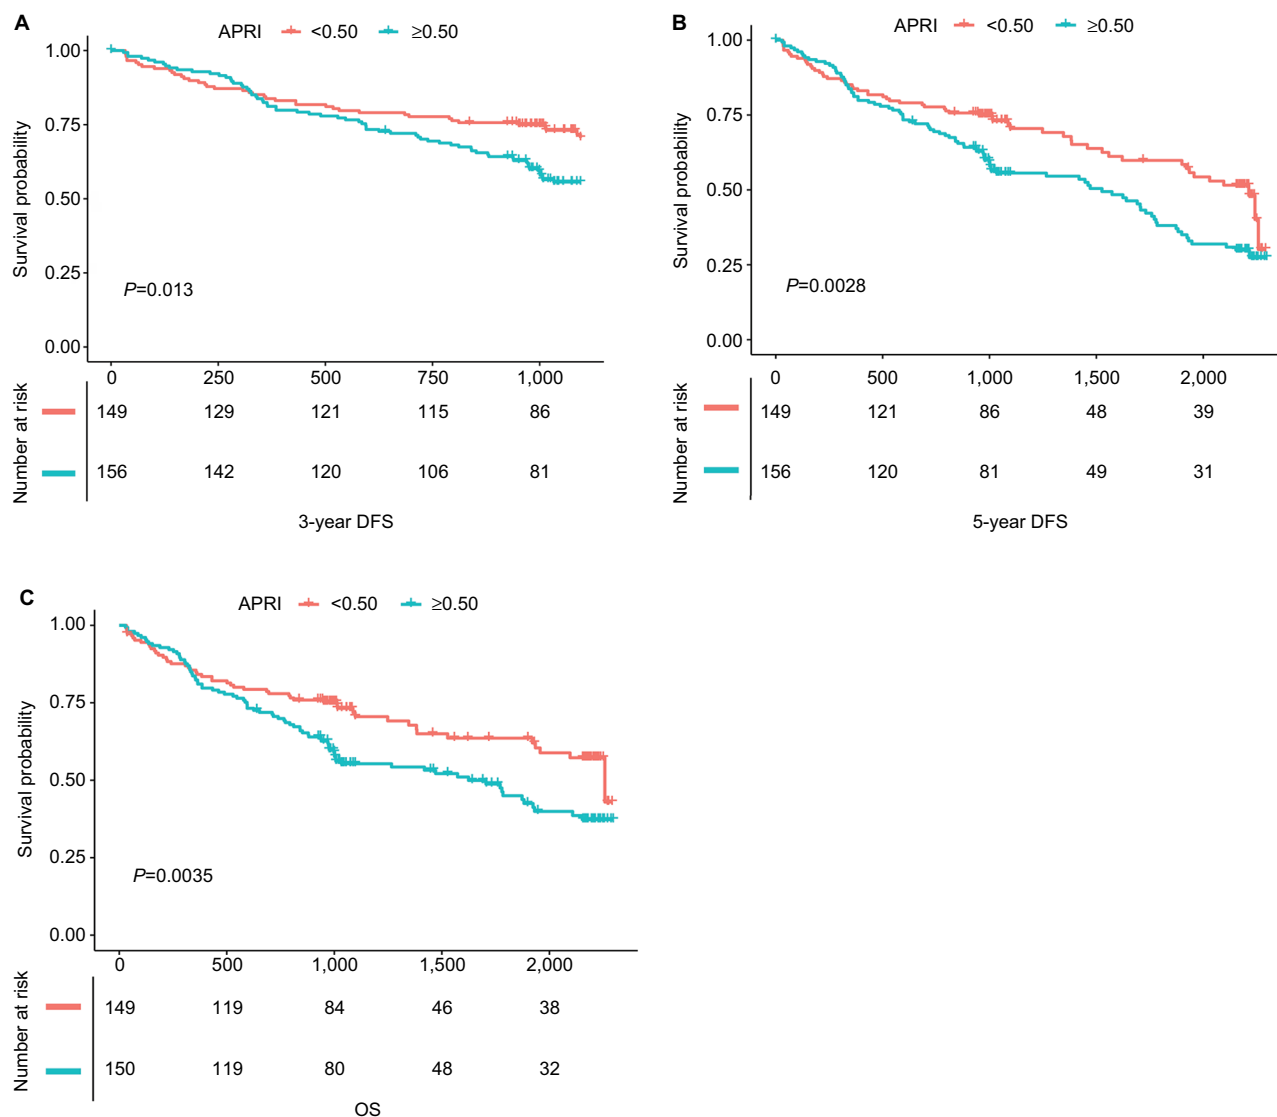 A
APRI <0.50 ≥0.50
Survival probability
1.00
0.75
0.50
0.25
0.00
P=0.013
0 250 500 750 1,000
Number at risk
149 129 121 115 86
156 142 120 106 81
3-year DFS
B
APRI <0.50 ≥0.50
Survival probability
1.00
0.75
0.50
0.25
0.00
P=0.0028
0 500 1,000 1,500 2,000
Number at risk
149 121 86 48 39
156 120 81 49 31
5-year DFS
C
APRI <0.50 ≥0.50
Survival probability
1.00
0.75
0.50
0.25
0.00
P=0.0035
0 500 1,000 1,500 2,000
Number at risk
149 119 84 46 38
150 119 80 48 32
OS